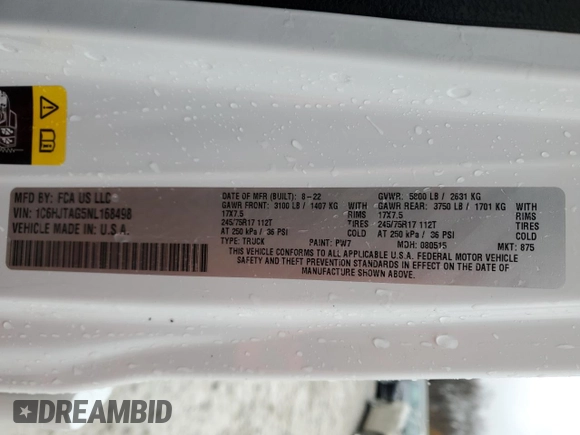 MFD BY: FCA US LLC
VIN: 1C6HJTAG5NL168498
VEHICLE MADE IN: U.S.A.
DATE OF MFR (BUILT): 8-22
GAWR FRONT: 3100 LB / 1407 KG
17X7.5 RIMS
245/75R17 112T TIRES
AT 250 kPa / 36 PSI COLD
TYPE: TRUCK PAINT: PW7
GVWR: 5800 LB / 2631 KG
GAWR REAR: 3750 LB / 1701 KG
17X7.5 RIMS
245/75R17 112T TIRES
AT 250 kPa / 36 PSI COLD
MDH: 080515 MKT: 875
THIS VEHICLE CONFORMS TO ALL APPLICABLE U.S.A. FEDERAL MOTOR VEHICLE
SAFETY AND THEFT PREVENTION STANDARDS IN EFFECT ON THE DATE OF
MANUFACTURE SHOWN ABOVE.
DREAMBID